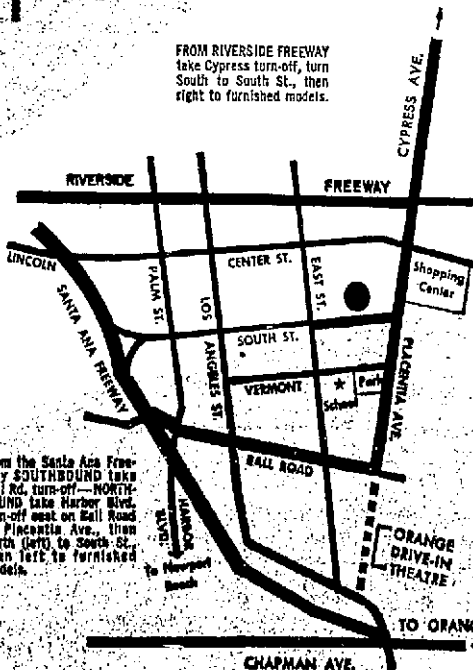 FROM RIVERSIDE FREEWAY
take Cypress turn-off, turn
South to South St., then
right to furnished models.
CYPRESS AVE.
RIVERSIDE FREEWAY
LINCOLN
CENTER ST.
Shopping
Center
SANTA ANA FREEWAY
PALM ST.
LOS ANGELES ST.
EAST ST.
SOUTH ST.
PLACENTIA AVE.
VERMONT
School
Park
BALL ROAD
the Santa Ana Free-
SOUTHBOUND take
Rd. turn-off—NORTH-
take Harbor Blvd.
east on Ball Road
Placentia Ave., then
(left) to South St.,
left to furnished
HARBOR BLVD.
To Newport
Beach
ORANGE
DRIVE-IN
THEATRE
TO
CHAPMAN AVE.